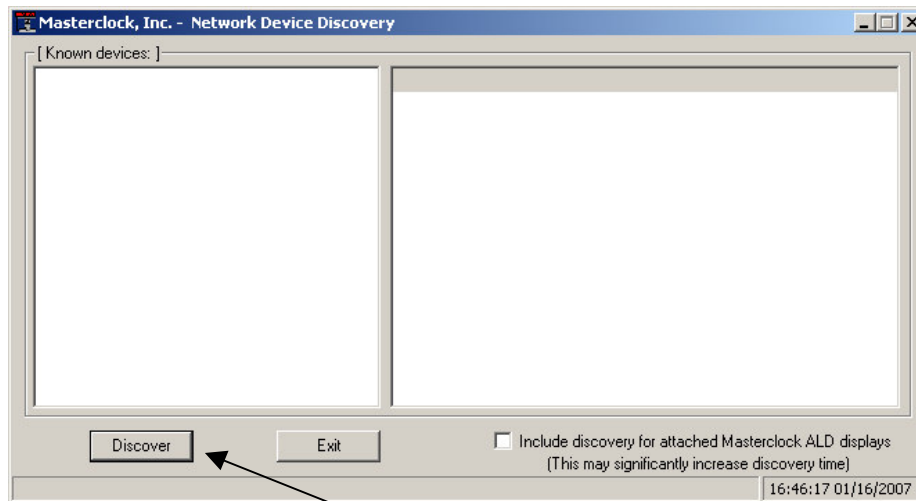 Masterclock, Inc. - Network Device Discovery
[ Known devices: ]
Discover
Exit
Include discovery for attached Masterclock ALD displays
(This may significantly increase discovery time)
16:46:17 01/16/2007